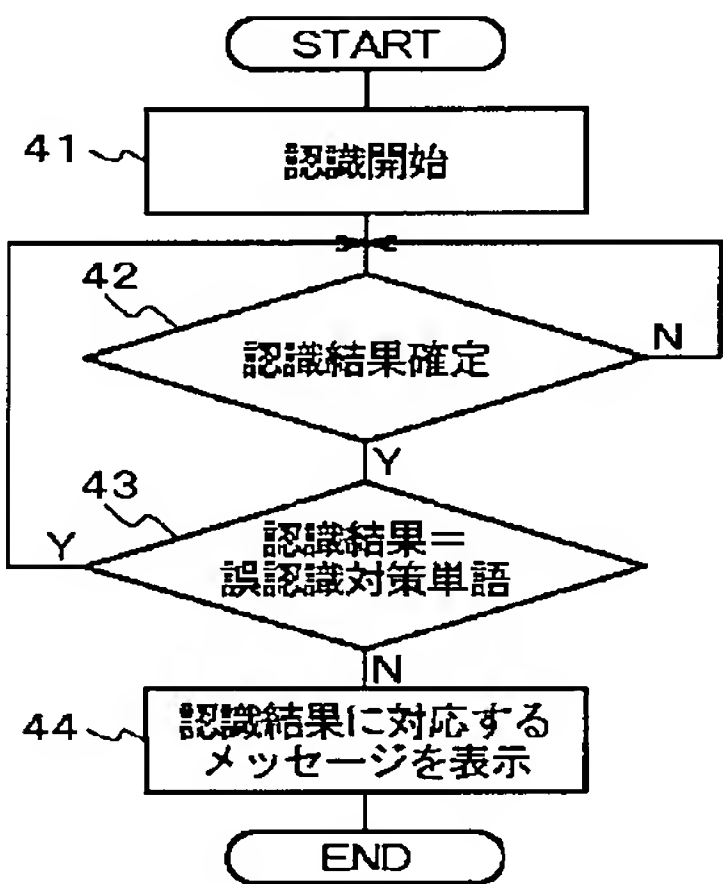 START
41
認識開始
42
認識結果確定
N
Y
43
認識結果=
誤認識対策単語
Y
N
44
認識結果に対応する
メッセージを表示
END